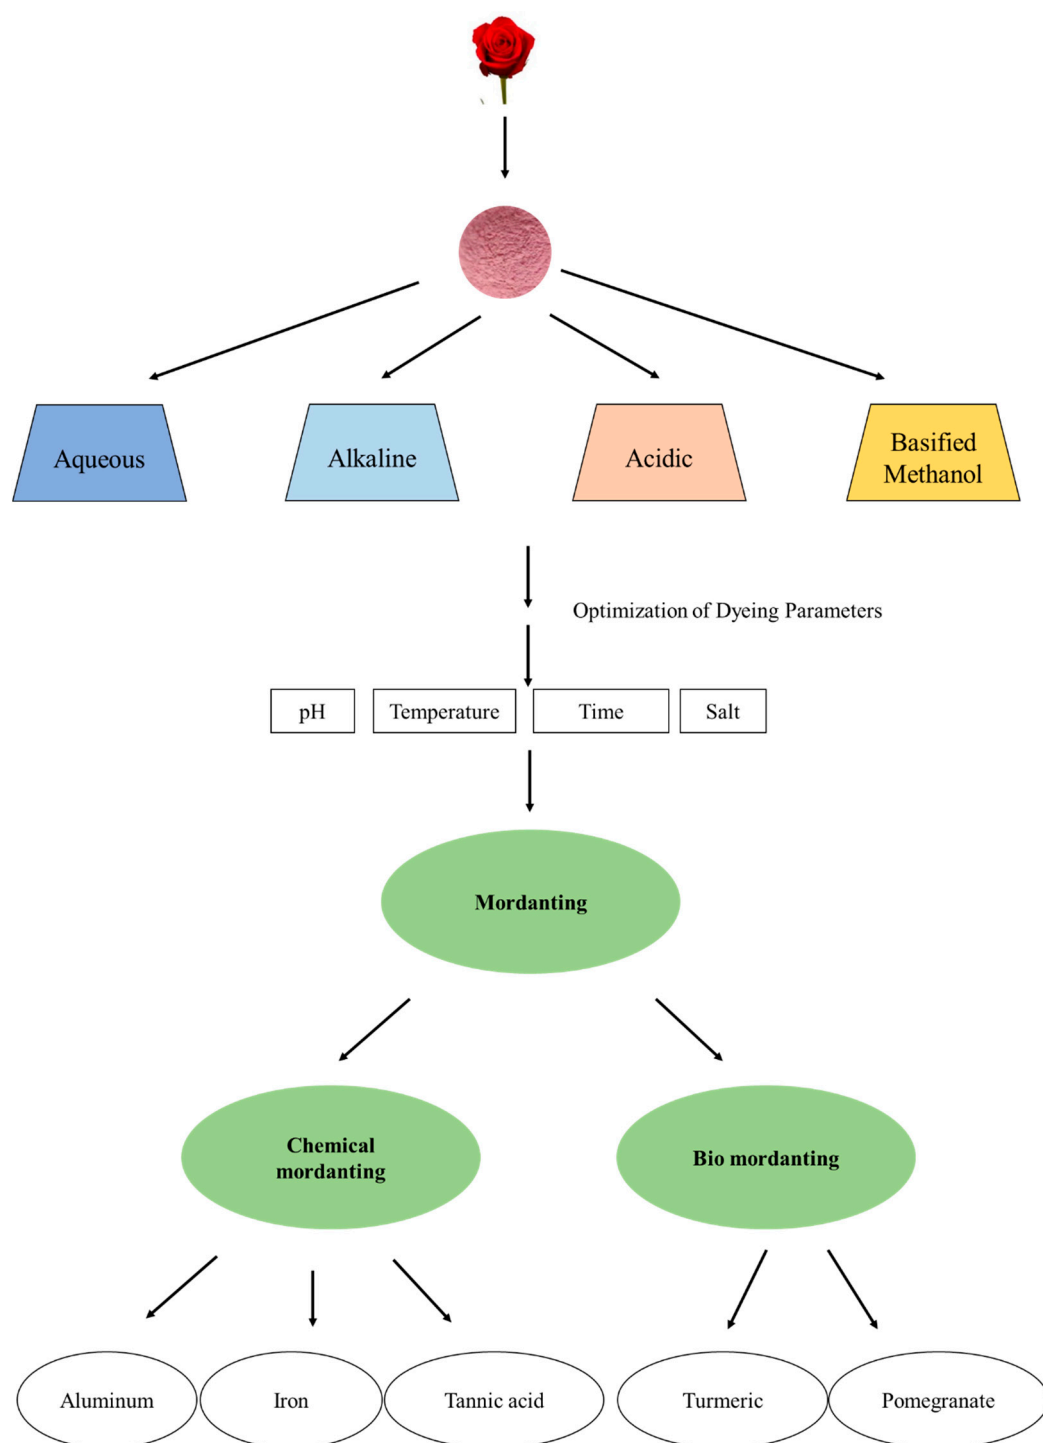 Aqueous
Alkaline
Acidic
Basified
Methanol
Optimization of Dyeing Parameters
pH
Temperature
Time
Salt
Mordanting
Chemical
mordanting
Bio mordanting
Aluminum
Iron
Tannic acid
Turmeric
Pomegranate